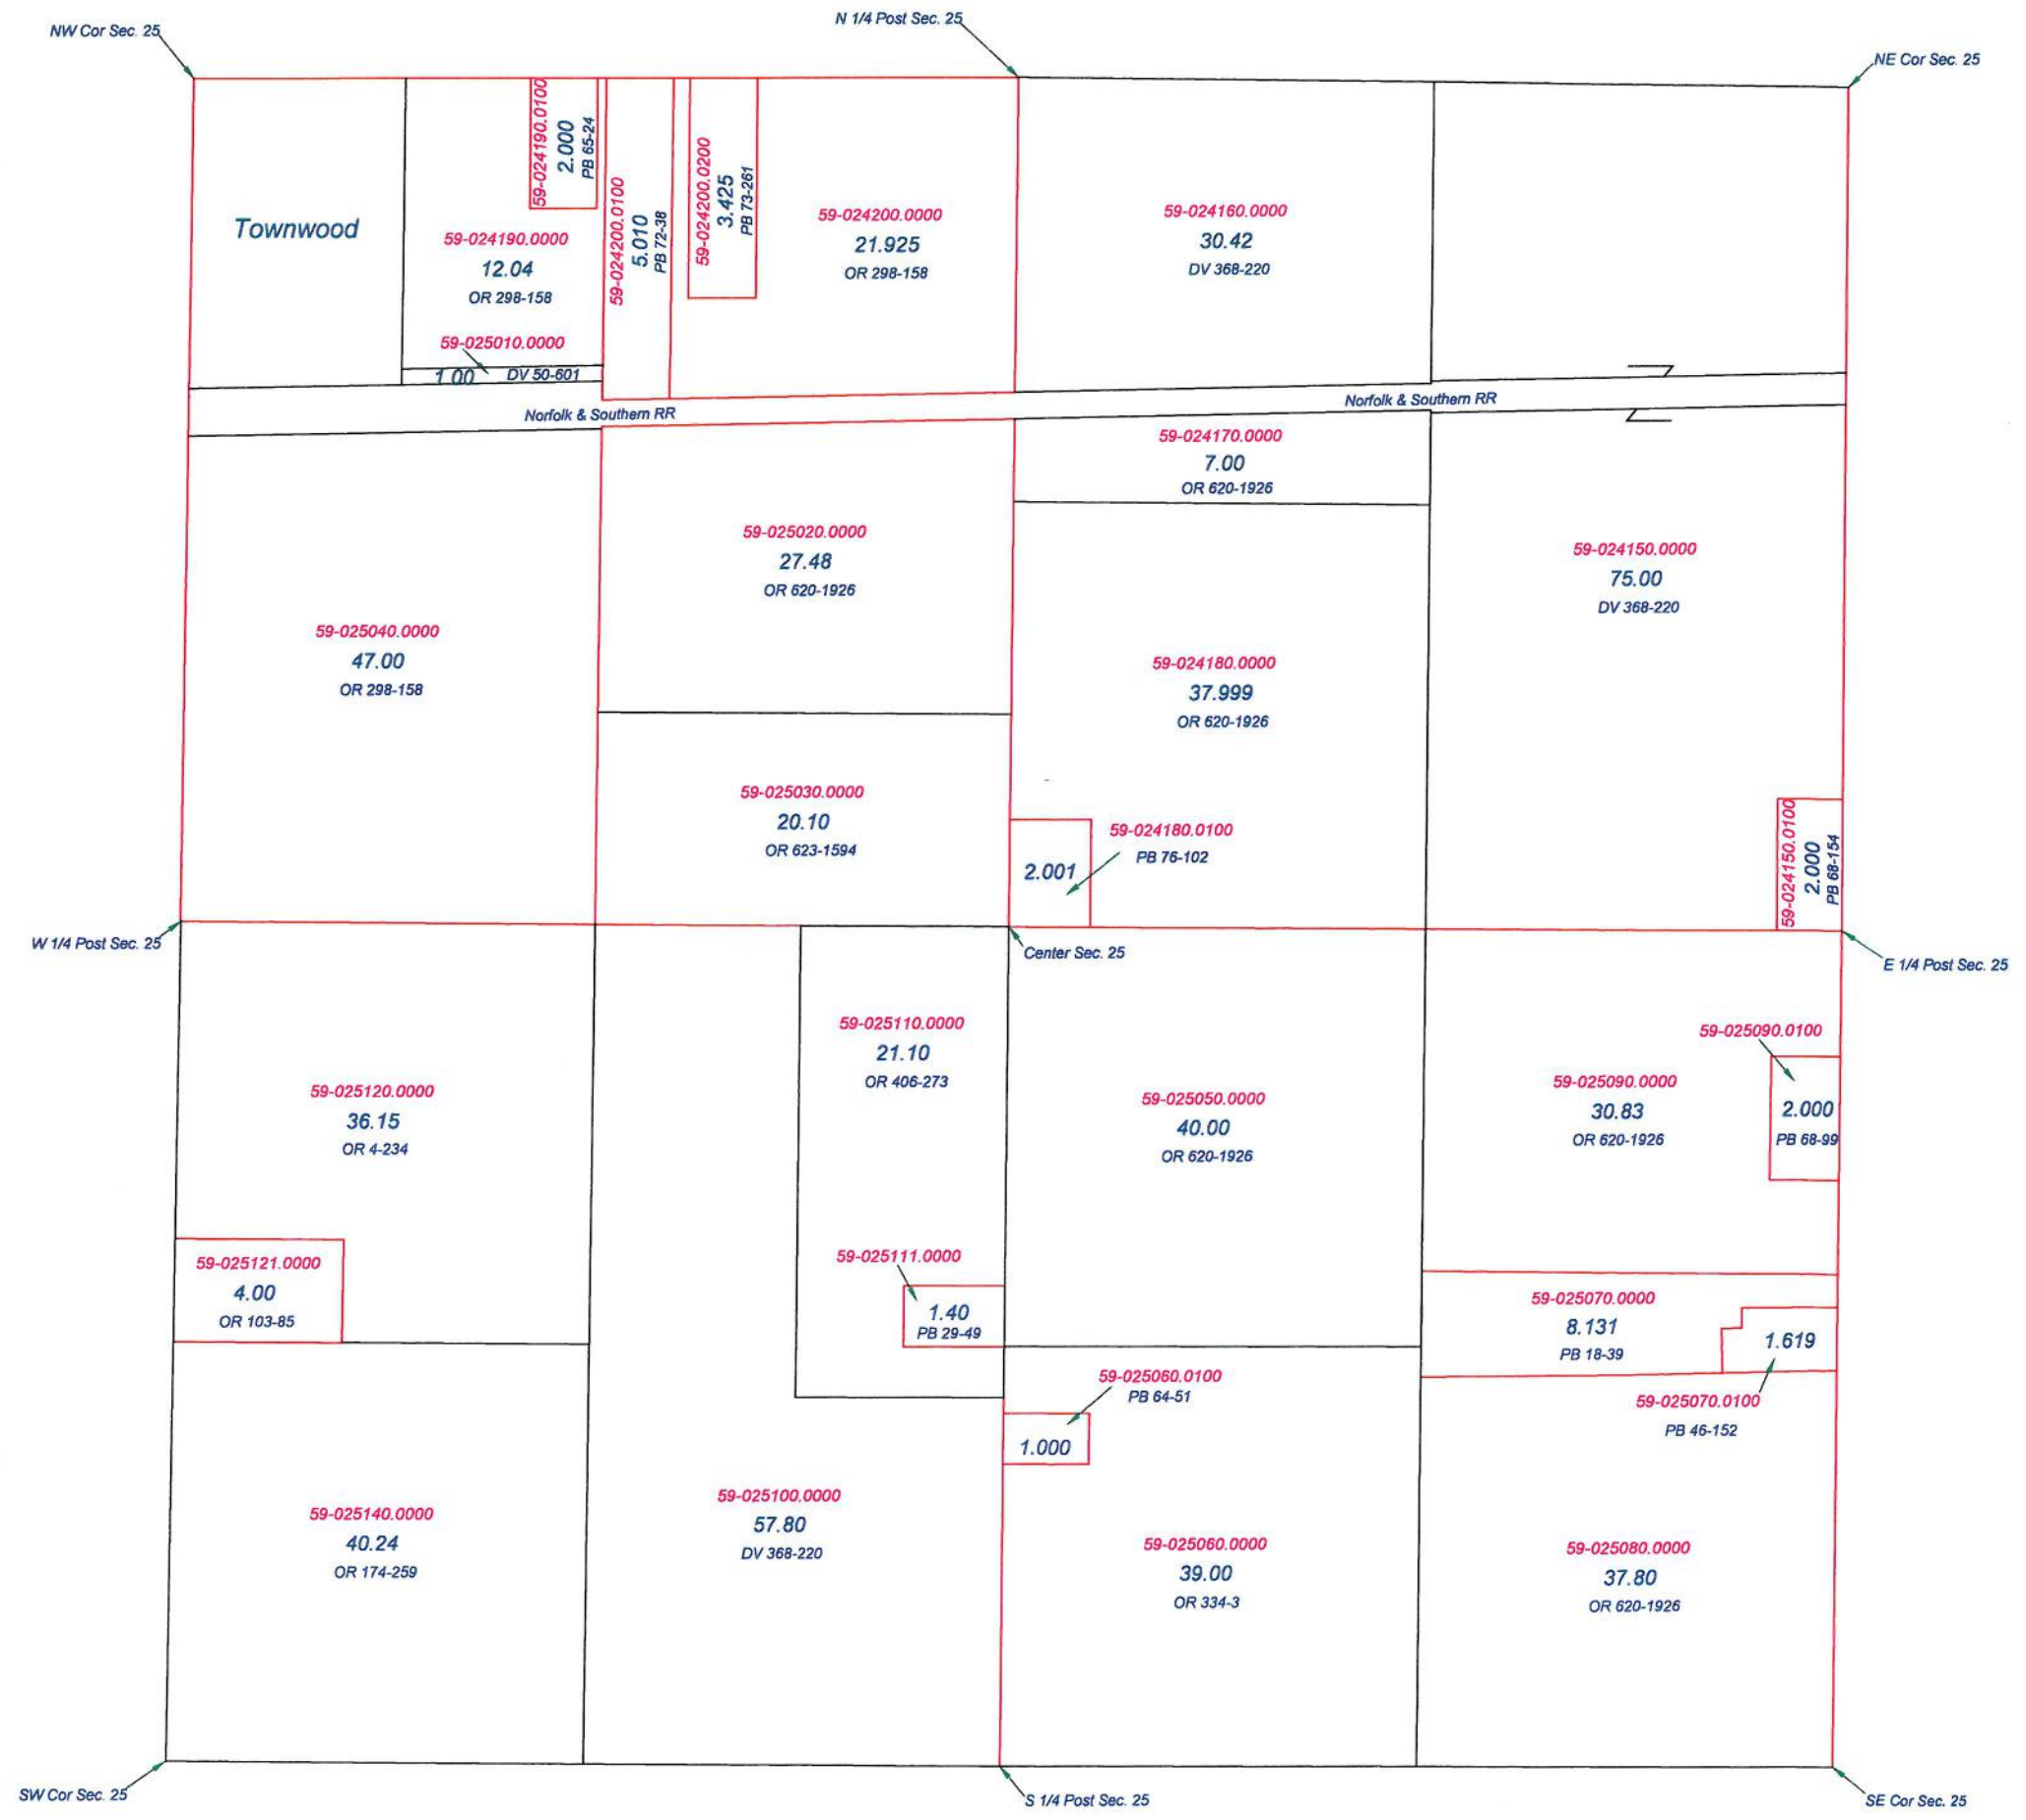 N 1/4 Post Sec. 25
NW Cor Sec. 25
NE Cor Sec. 25
Townwood
59-024190.0100
2.000
PB 65-24
59-024190.0000
12.04
OR 298-158
59-025010.0000
1.00
DV 50-601
59-024200.0100
5.010
PB 72-38
59-024200.0200
3.425
PB 73-261
59-024200.0000
21.925
OR 298-158
59-024160.0000
30.42
DV 368-220
Norfolk & Southern RR
Norfolk & Southern RR
59-024170.0000
7.00
OR 620-1926
59-025020.0000
27.48
OR 620-1926
59-024150.0000
75.00
DV 368-220
59-025040.0000
47.00
OR 298-158
59-024180.0000
37.999
OR 620-1926
59-025030.0000
20.10
OR 623-1594
59-024180.0100
PB 76-102
2.001
59-024150.0100
2.000
PB 68-154
W 1/4 Post Sec. 25
Center Sec. 25
E 1/4 Post Sec. 25
59-025110.0000
21.10
OR 406-273
59-025120.0000
36.15
OR 4-234
59-025050.0000
40.00
OR 620-1926
59-025090.0000
30.83
OR 620-1926
59-025090.0100
2.000
PB 68-99
59-025121.0000
4.00
OR 103-85
59-025111.0000
1.40
PB 29-49
59-025070.0000
8.131
PB 18-39
1.619
59-025070.0100
PB 46-152
59-025060.0100
PB 64-51
1.000
59-025140.0000
40.24
OR 174-259
59-025100.0000
57.80
DV 368-220
59-025060.0000
39.00
OR 334-3
59-025080.0000
37.80
OR 620-1926
SW Cor Sec. 25
S 1/4 Post Sec. 25
SE Cor Sec. 25